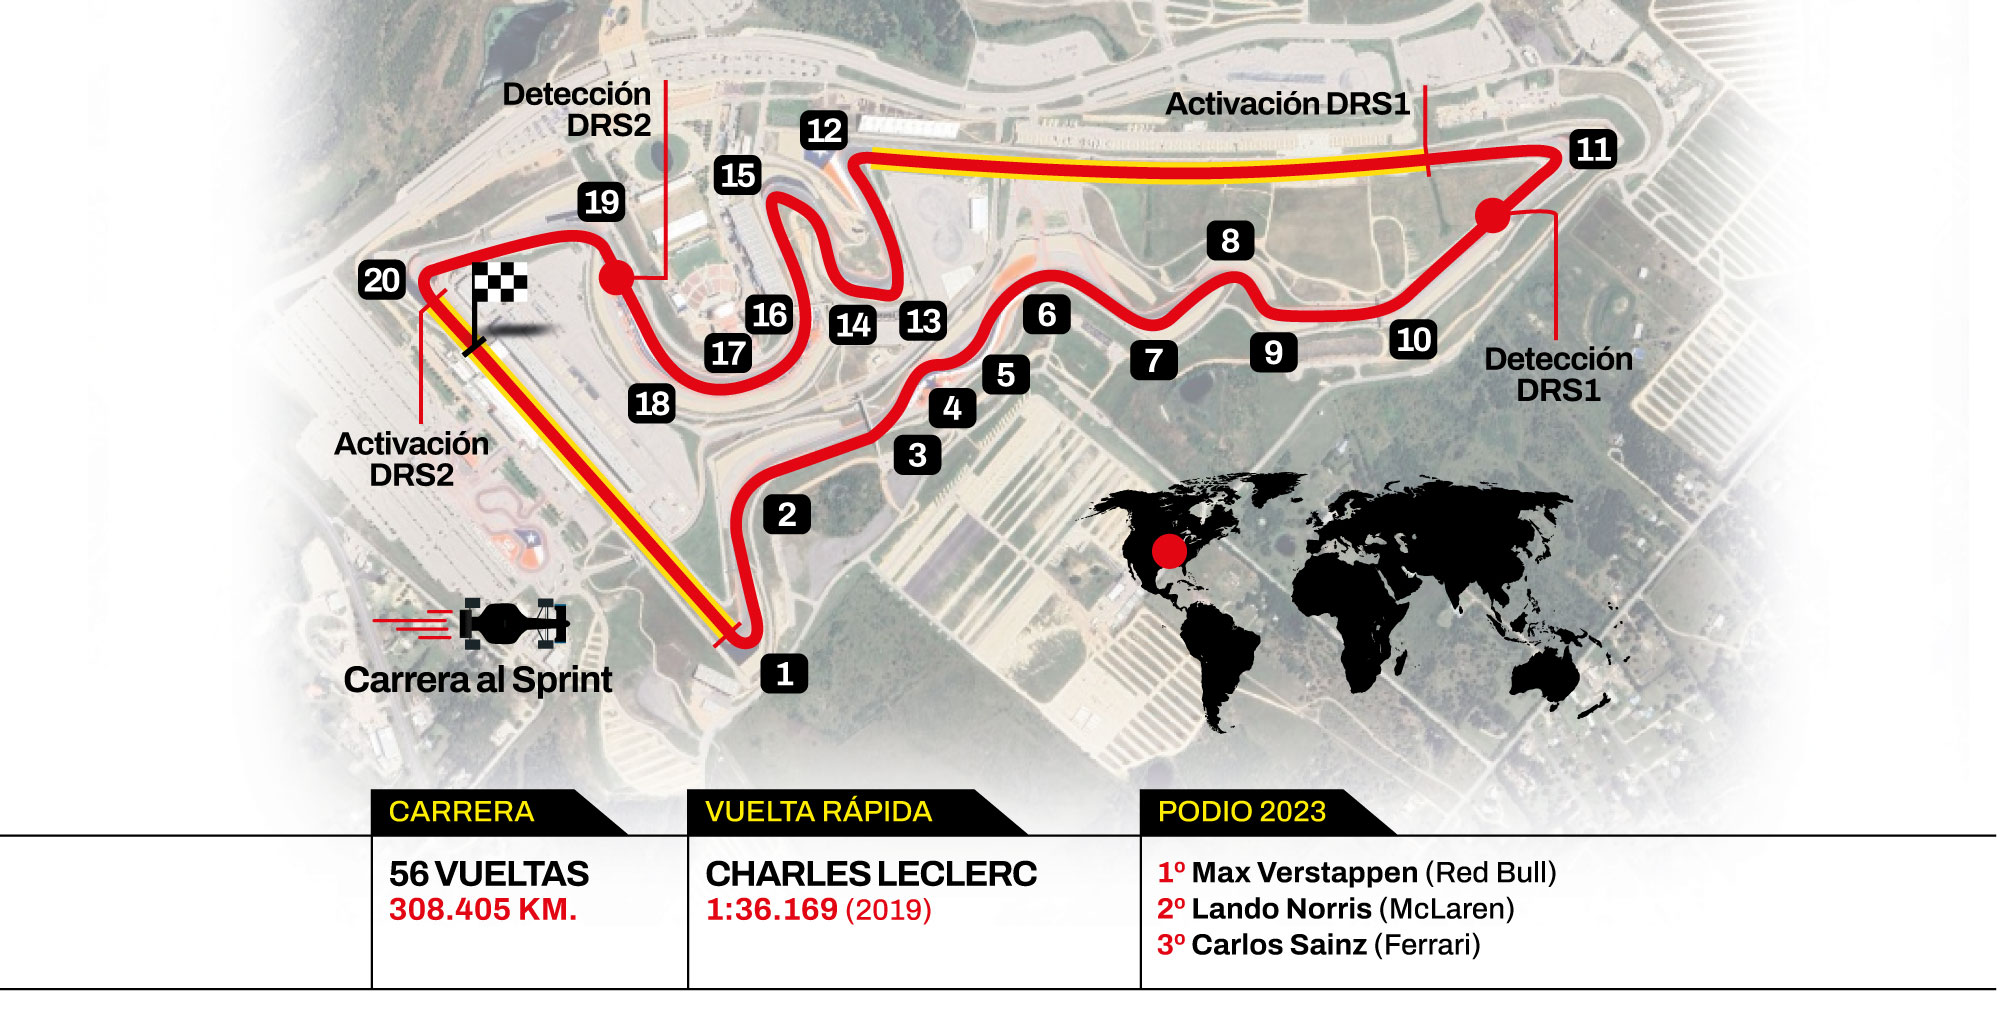 Detección
DRS2
Activación DRS1
12
11
15
19
8
20
16
14
13
6
10
17
9
7
5
Detección
DRS1
18
4
Activación
DRS2
3
2
1
Carrera al Sprint
CARRERA
56 VUELTAS
308.405 KM.
VUELTA RÁPIDA
CHARLES LECLERC
1:36.169 (2019)
PODIO 2023
1º Max Verstappen (Red Bull)
2º Lando Norris (McLaren)
3º Carlos Sainz (Ferrari)